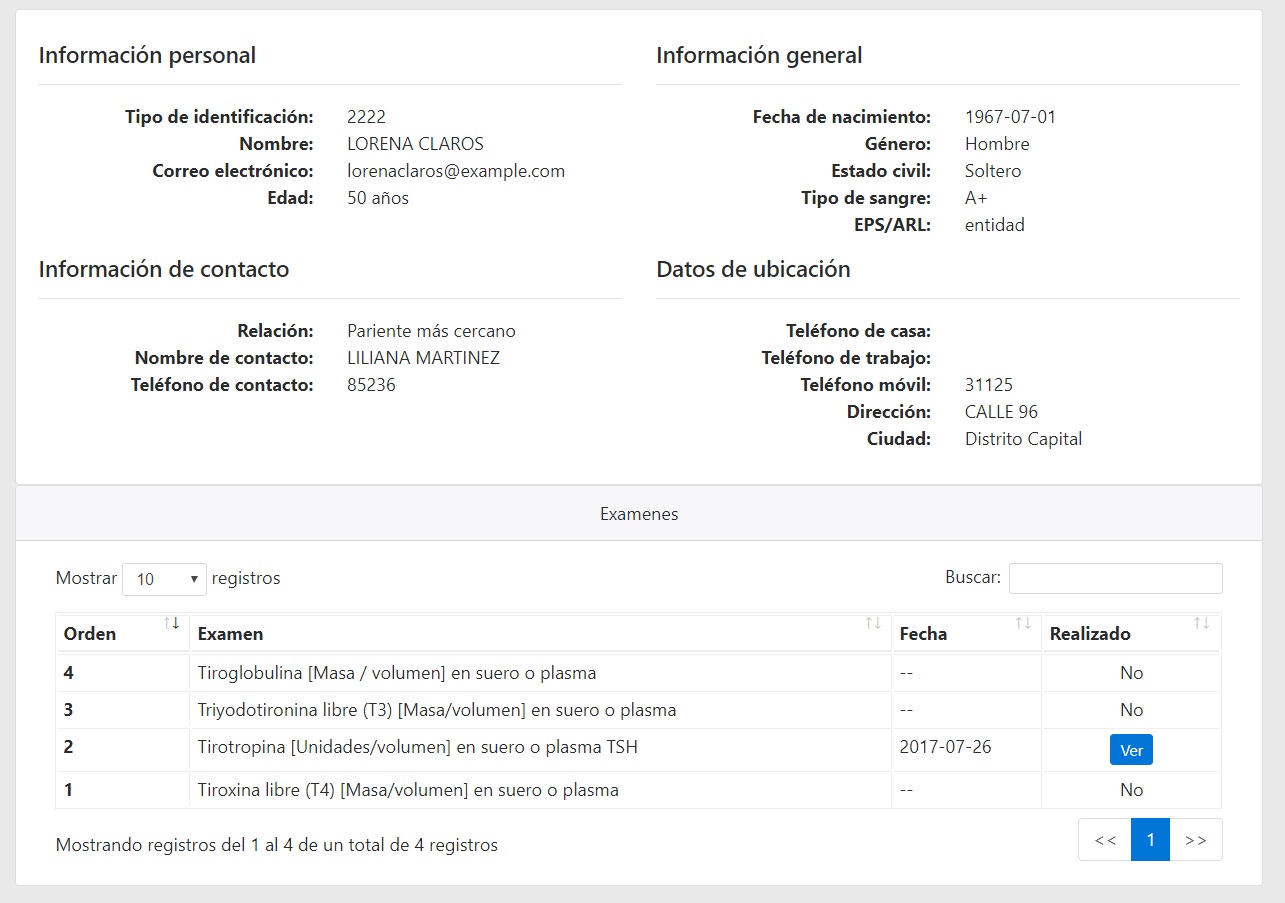 Información personal
Tipo de identificación: 2222
Nombre: LORENA CLAROS
Correo electrónico: lorenaclaros@example.com
Edad: 50 años
Información general
Fecha de nacimiento: 1967-07-01
Género: Hombre
Estado civil: Soltero
Tipo de sangre: A+
EPS/ARL: entidad
Información de contacto
Relación: Pariente más cercano
Nombre de contacto: LILIANA MARTINEZ
Teléfono de contacto: 85236
Datos de ubicación
Teléfono de casa:
Teléfono de trabajo:
Teléfono móvil: 31125
Dirección: CALLE 96
Ciudad: Distrito Capital
Examenes
Mostrar 10 registros Buscar:
Orden Examen Fecha Realizado
4 Tiroglobulina [Masa / volumen] en suero o plasma -- No
3 Triyodotironina libre (T3) [Masa/volumen] en suero o plasma -- No
2 Tirotropina [Unidades/volumen] en suero o plasma TSH 2017-07-26 Ver
1 Tiroxina libre (T4) [Masa/volumen] en suero o plasma -- No
Mostrando registros del 1 al 4 de un total de 4 registros << 1 >>